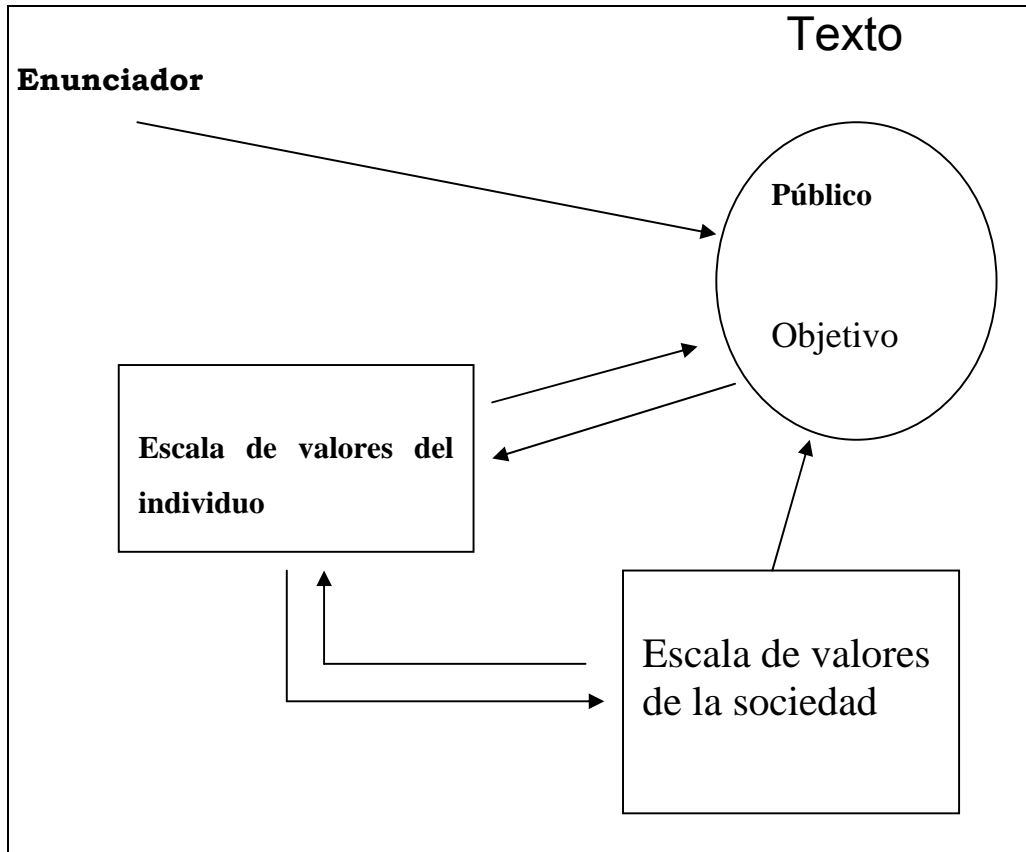 Texto
Enunciador
Público
Objetivo
Escala de valores del
individuo
Escala de valores
de la sociedad